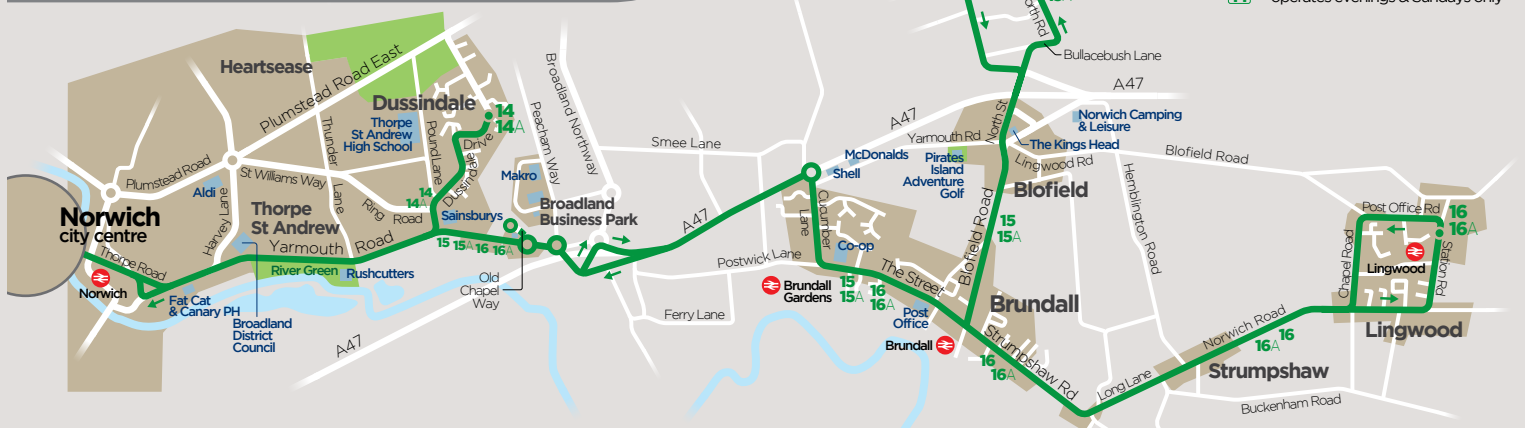 operates evenings & Sundays only
Bullacebush Lane
A47
Heartsease
Plumstead Road East
Dussindale
14
14A
Thorpe
St Andrew
High School
Pound Lane
Drive
Dussindale
Peacham Way
Broadland Northway
Smee Lane
A47
McDonalds
Shell
Yarmouth Rd
North St
Norwich Camping
& Leisure
The Kings Head
Lingwood Rd
Blofield Road
Pirates
Island
Adventure
Golf
Blofield
Hemblington Road
Plumstead Road
Aldi
St Williams Way
Thunder
Lane
Harvey Lane
Ring
Road
14
14A
Makro
Sainsburys
Broadland
Business Park
Norwich
city centre
Thorpe
St Andrew
Yarmouth
Road
15 15A 16 16A
A47
Cucumber
Lane
Co-op
Blofield Road
15
15A
Post Office Rd
16
16A
Chapel Road
Station Rd
Lingwood
Lingwood
Thorpe Road
Norwich
River Green
Rushcutters
Fat Cat
& Canary PH
Broadland
District
Council
Old
Chapel
Way
A47
Postwick Lane
Ferry Lane
Brundall
Gardens
15
15A
16
16A
The Street
Post
Office
Brundall
Brundall
Strumpshaw Rd
16
16A
Long Lane
Norwich Road
16
16A
Strumpshaw
Buckenham Road